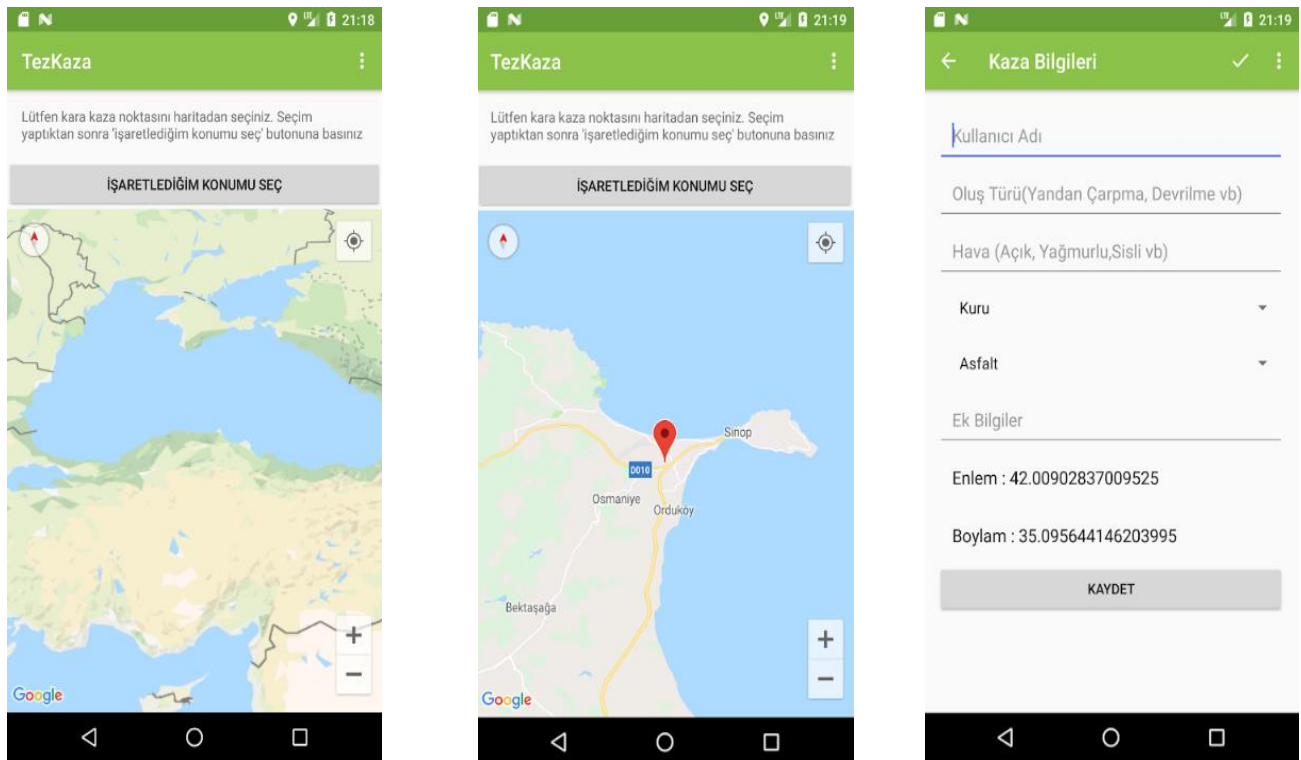 21:18
TezKaza
Lütfen kara kaza noktasını haritadan seçiniz. Seçim
yaptıktan sonra 'işaretlediğim konumu seç' butonuna basınız
İŞARETLEDİĞİM KONUMU SEÇ
+
−
Google
21:19
TezKaza
Lütfen kara kaza noktasını haritadan seçiniz. Seçim
yaptıktan sonra 'işaretlediğim konumu seç' butonuna basınız
İŞARETLEDİĞİM KONUMU SEÇ
Sinop
D010
Osmaniye
Orduköy
Bektaşağa
+
−
Google
21:19
Kaza Bilgileri
Kullanıcı Adı
Oluş Türü(Yandan Çarpma, Devrilme vb)
Hava (Açık, Yağmurlu,Sisli vb)
Kuru
Asfalt
Ek Bilgiler
Enlem : 42.00902837009525
Boylam : 35.095644146203995
KAYDET